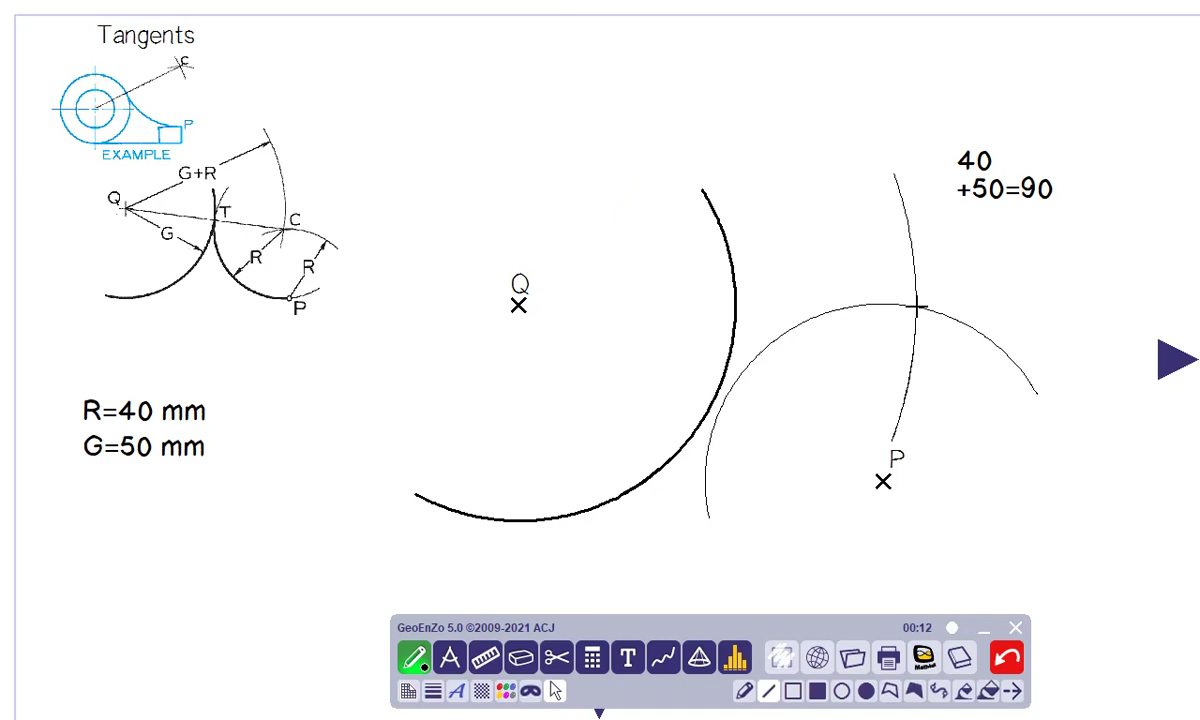 Tangents
C
P
EXAMPLE
G+R
Q
T
C
G
R
R
P
40
+50=90
Q
P
R=40 mm
G=50 mm
GeoEnZo 5.0 ©2009-2021 ACJ
00:12
T
A